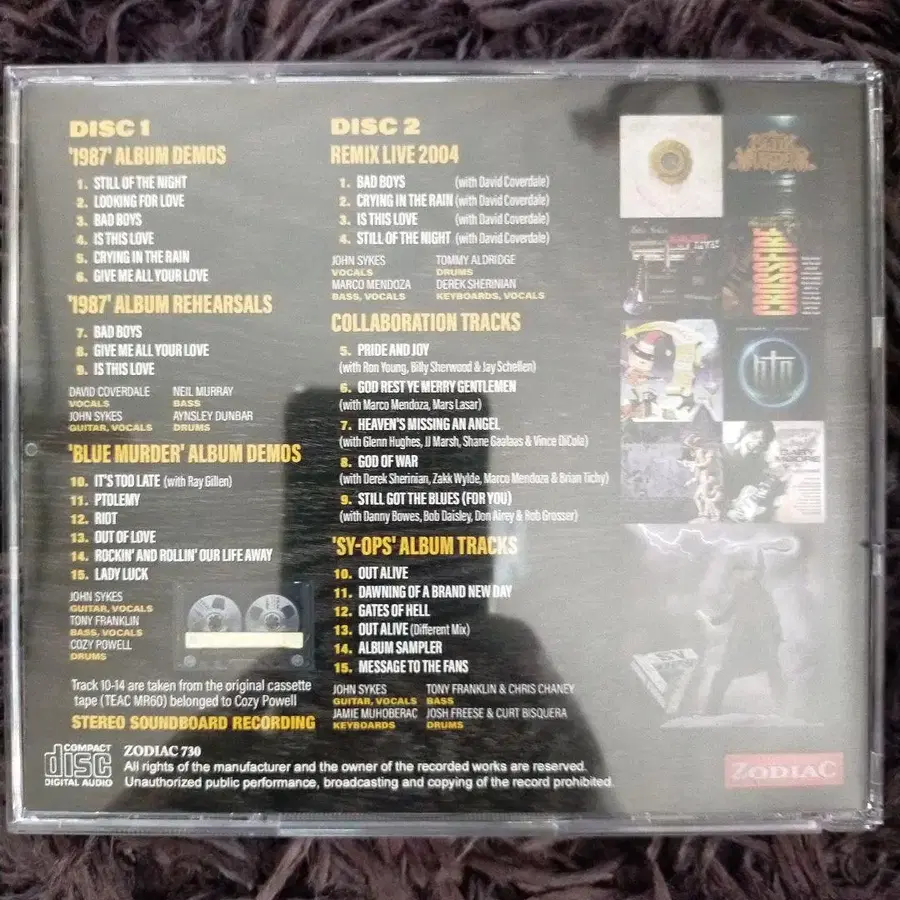 DISC 1
'1987' ALBUM DEMOS
1. STILL OF THE NIGHT
2. LOOKING FOR LOVE
3. BAD BOYS
4. IS THIS LOVE
5. CRYING IN THE RAIN
6. GIVE ME ALL YOUR LOVE
'1987' ALBUM REHEARSALS
7. BAD BOYS
8. GIVE ME ALL YOUR LOVE
9. IS THIS LOVE
DAVID COVERDALE NEIL MURRAY
VOCALS BASS
JOHN SYKES AYNSLEY DUNBAR
GUITAR, VOCALS DRUMS
'BLUE MURDER' ALBUM DEMOS
10. IT'S TOO LATE (with Ray Gillen)
11. PTOLEMY
12. RIOT
13. OUT OF LOVE
14. ROCKIN' AND ROLLIN' OUR LIFE AWAY
15. LADY LUCK
JOHN SYKES
GUITAR, VOCALS
TONY FRANKLIN
BASS, VOCALS
COZY POWELL
DRUMS
Track 10-14 are taken from the original cassette
tape (TEAC MR60) belonged to Cozy Powell
STEREO SOUNDBOARD RECORDING
DISC 2
REMIX LIVE 2004
1. BAD BOYS (with David Coverdale)
2. CRYING IN THE RAIN (with David Coverdale)
3. IS THIS LOVE (with David Coverdale)
4. STILL OF THE NIGHT (with David Coverdale)
JOHN SYKES TOMMY ALDRIDGE
VOCALS DRUMS
MARCO MENDOZA DEREK SHERINIAN
BASS, VOCALS KEYBOARDS, VOCALS
COLLABORATION TRACKS
5. PRIDE AND JOY
(with Ron Young, Billy Sherwood & Jay Schellen)
6. GOD REST YE MERRY GENTLEMEN
(with Marco Mendoza, Mars Lasar)
7. HEAVEN'S MISSING AN ANGEL
(with Glenn Hughes, JJ Marsh, Shane Gaalaas & Vince DiCola)
8. GOD OF WAR
(with Derek Sherinian, Zakk Wylde, Marco Mendoza & Brian Tichy)
9. STILL GOT THE BLUES (FOR YOU)
(with Danny Bowes, Bob Daisley, Don Airey & Rob Grosser)
'SY-OPS' ALBUM TRACKS
10. OUT ALIVE
11. DAWNING OF A BRAND NEW DAY
12. GATES OF HELL
13. OUT ALIVE (Different Mix)
14. ALBUM SAMPLER
15. MESSAGE TO THE FANS
JOHN SYKES TONY FRANKLIN & CHRIS CHANEY
GUITAR, VOCALS BASS
JAMIE MUHOBERAC JOSH FREESE & CURT BISQUERA
KEYBOARDS DRUMS
BLUE
MURDER
CROSSFIRE
COMPACT
disc
DIGITAL AUDIO
ZODIAC 730
All rights of the manufacturer and the owner of the recorded works are reserved.
Unauthorized public performance, broadcasting and copying of the record prohibited.
ZODIAC